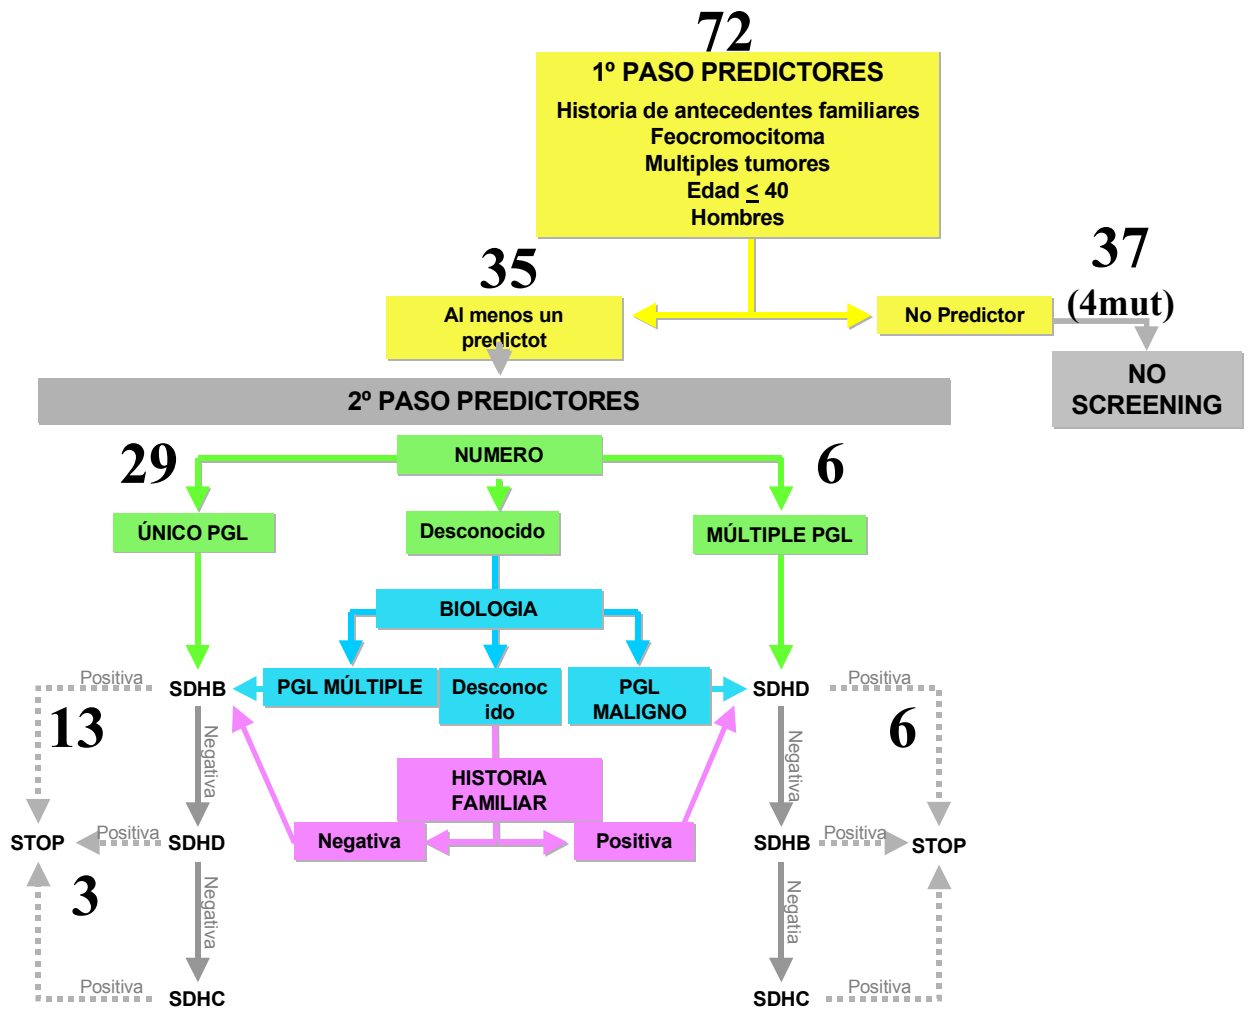 72
1º PASO PREDICTORES
Historia de antecedentes familiares
Feocromocitoma
Multiples tumores
Edad ≤ 40
Hombres
35
37
(4mut)
Al menos un
predictot
No Predictor
NO
SCREENING
2º PASO PREDICTORES
29
NUMERO
6
ÚNICO PGL
Desconocido
MÚLTIPLE PGL
BIOLOGIA
Positiva
SDHB
PGL MÚLTIPLE
Desconoc
ido
PGL
MALIGNO
SDHD
Positiva
13
Negativa
Negativa
6
HISTORIA
FAMILIAR
STOP
Positiva
SDHD
Negativa
Positiva
SDHB
Positiva
STOP
3
Negativa
Negatia
Positiva
SDHC
SDHC
Positiva